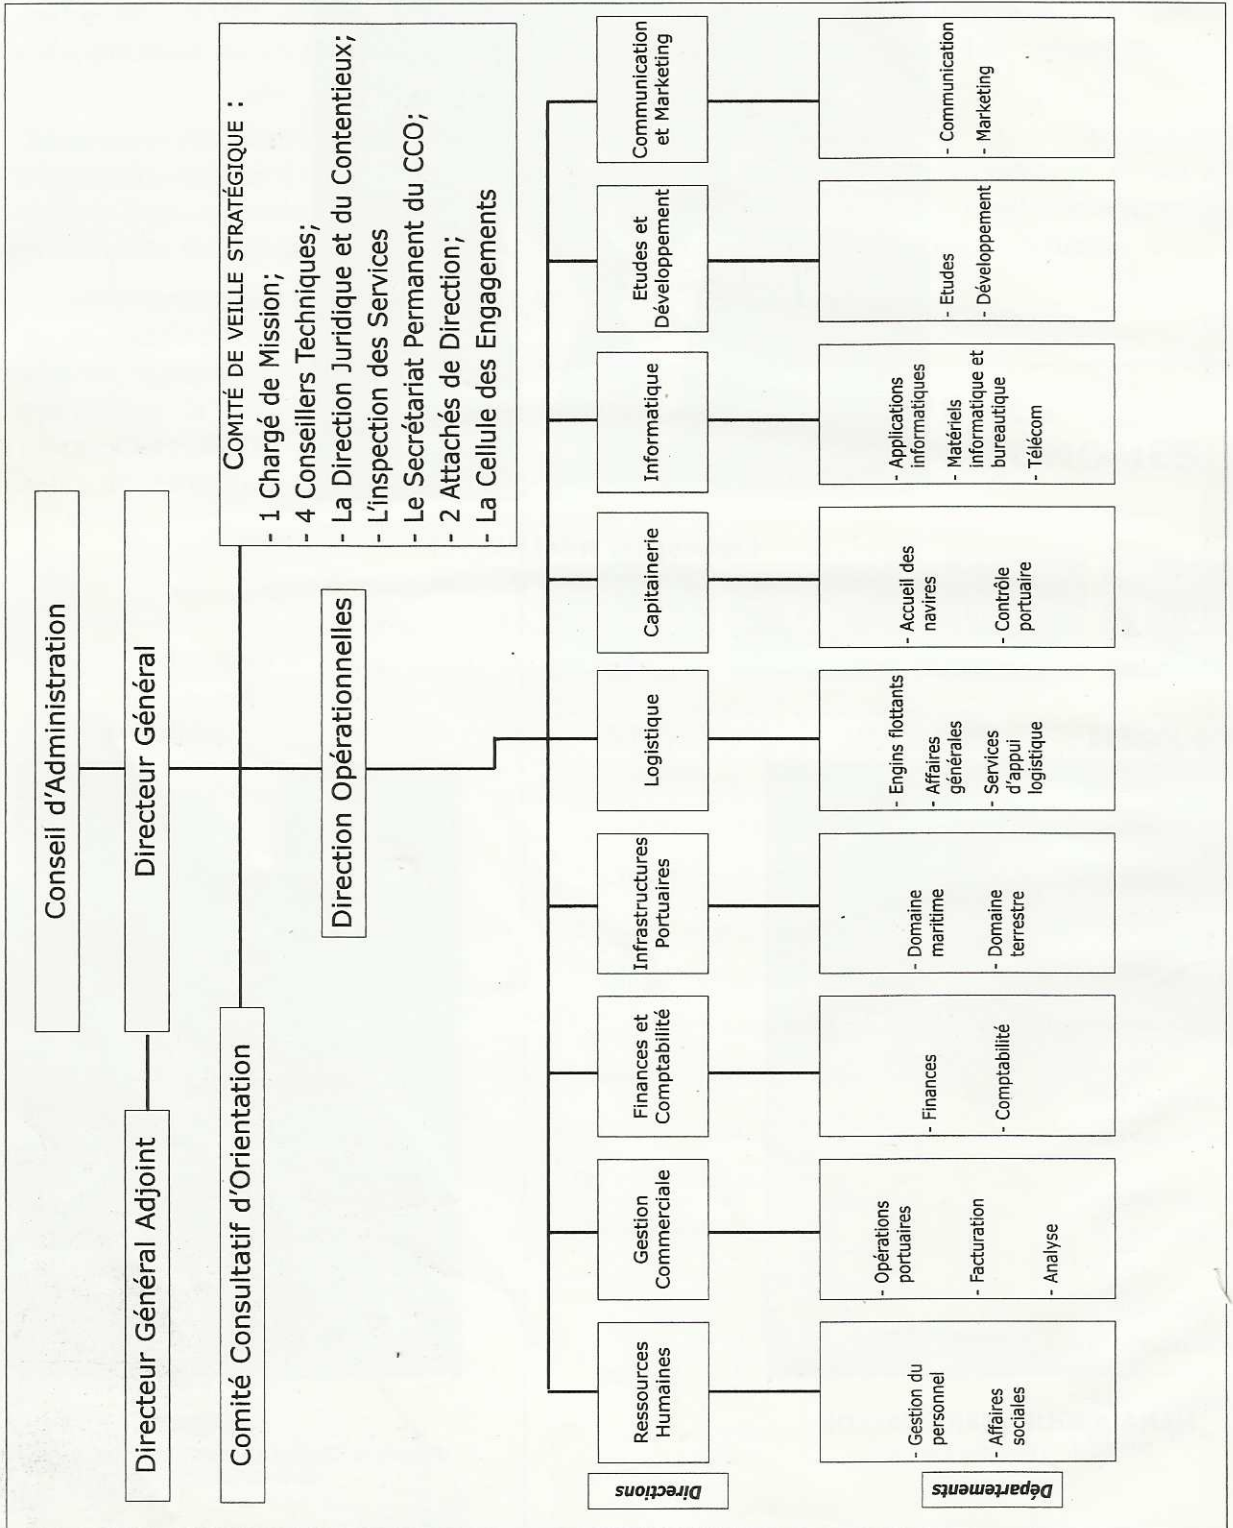 Conseil d'Administration
Directeur Général Adjoint
Directeur Général
Comité Consultatif d'Orientation
COMITÉ DE VEILLE STRATÉGIQUE :
- 1 Chargé de Mission;
- 4 Conseillers Techniques;
- La Direction Juridique et du Contentieux;
- L'inspection des Services
- Le Secrétariat Permanent du CCO;
- 2 Attachés de Direction;
- La Cellule des Engagements
Direction Opérationnelles
Directions
Ressources
Humaines
Gestion
Commerciale
Finances et
Comptabilité
Infrastructures
Portuaires
Logistique
Capitainerie
Informatique
Etudes et
Développement
Communication
et Marketing
Départements
- Gestion du
personnel
- Affaires
sociales
- Opérations
portuaires
- Facturation
- Analyse
- Finances
- Comptabilité
- Domaine
maritime
- Domaine
terrestre
- Engins flottants
- Affaires
générales
- Services
d'appui
logistique
- Accueil des
navires
- Contrôle
portuaire
- Applications
informatiques
- Matériels
informatique et
bureautique
- Télécom
- Etudes
- Développement
- Communication
- Marketing